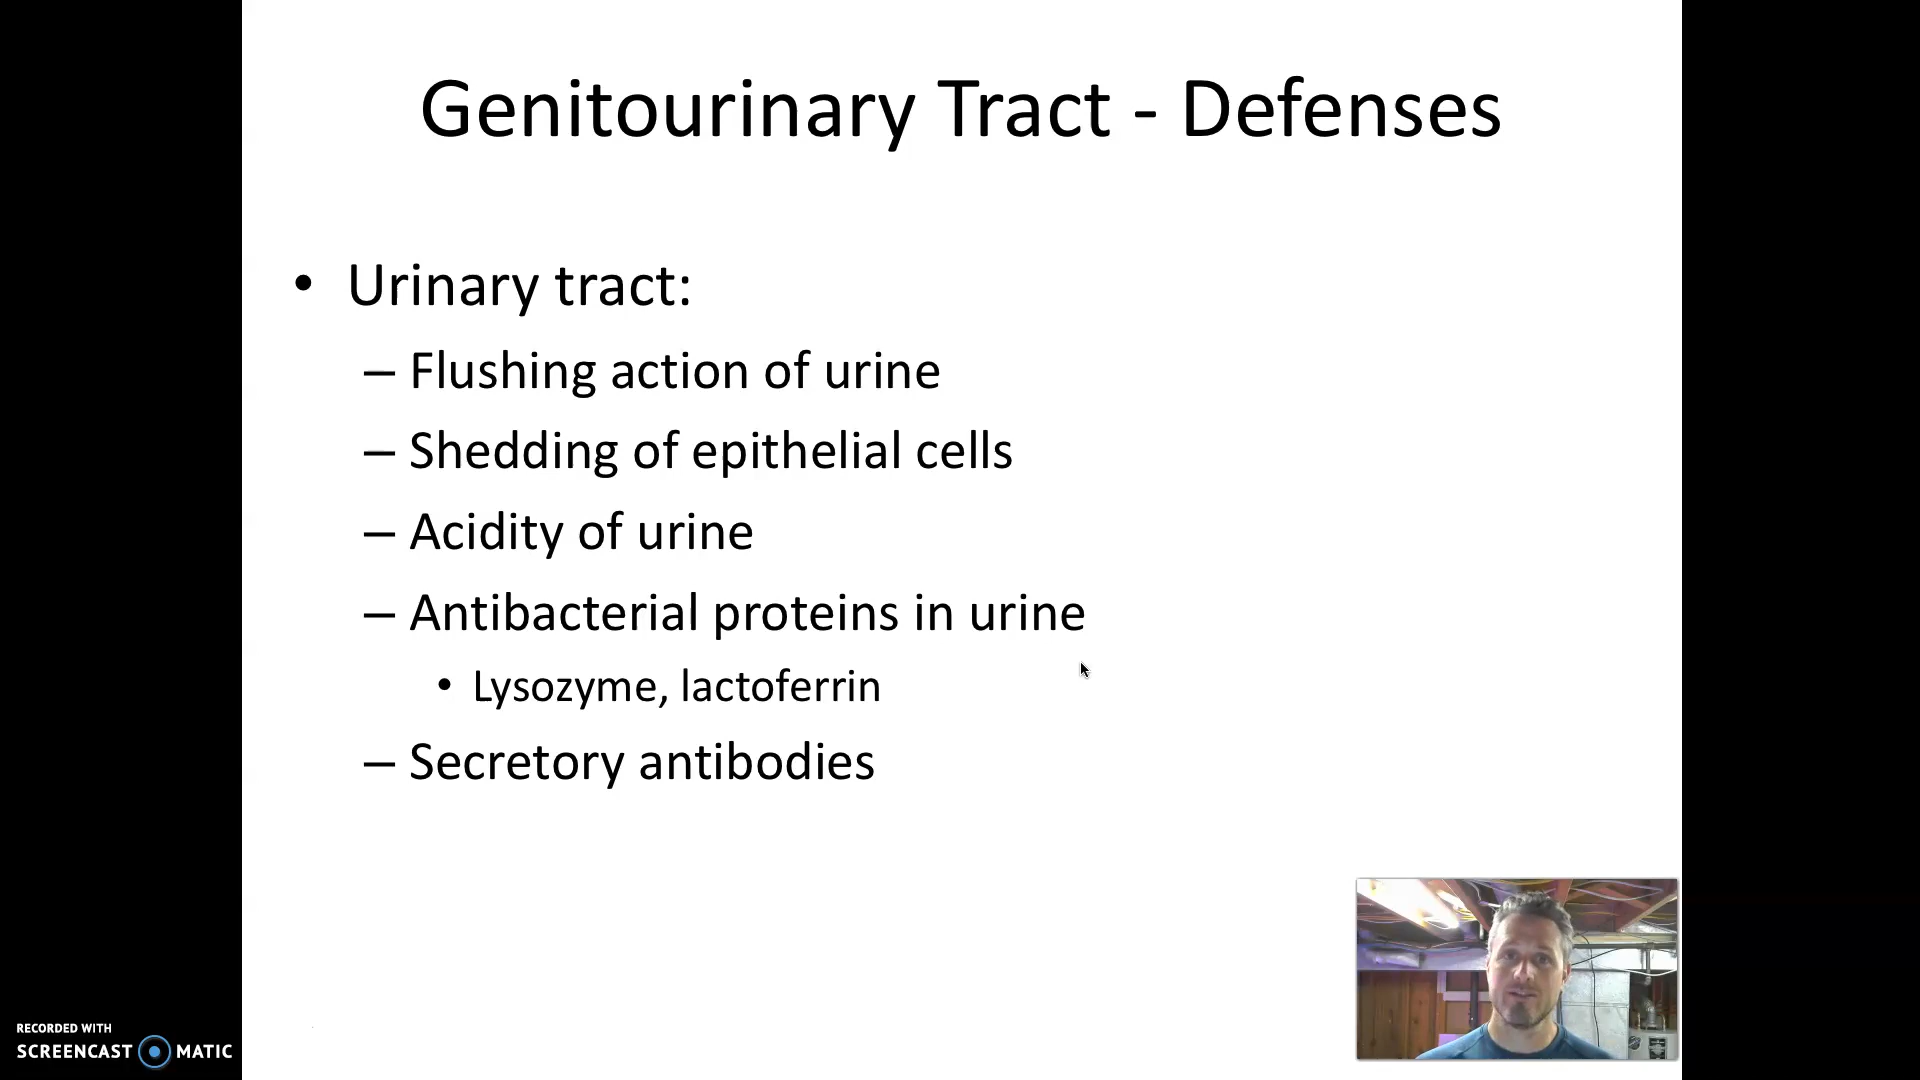 Genitourinary Tract - Defenses
• Urinary tract:
– Flushing action of urine
– Shedding of epithelial cells
– Acidity of urine
– Antibacterial proteins in urine
• Lysozyme, lactoferrin
– Secretory antibodies
RECORDED WITH
SCREENCAST MATIC